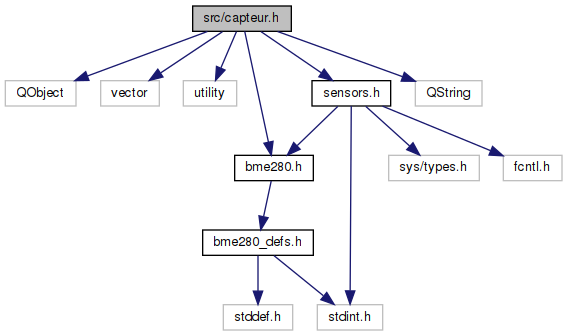 src/capteur.h
QObject
vector
utility
sensors.h
QString
bme280.h
sys/types.h
fcntl.h
bme280_defs.h
stddef.h
stdint.h